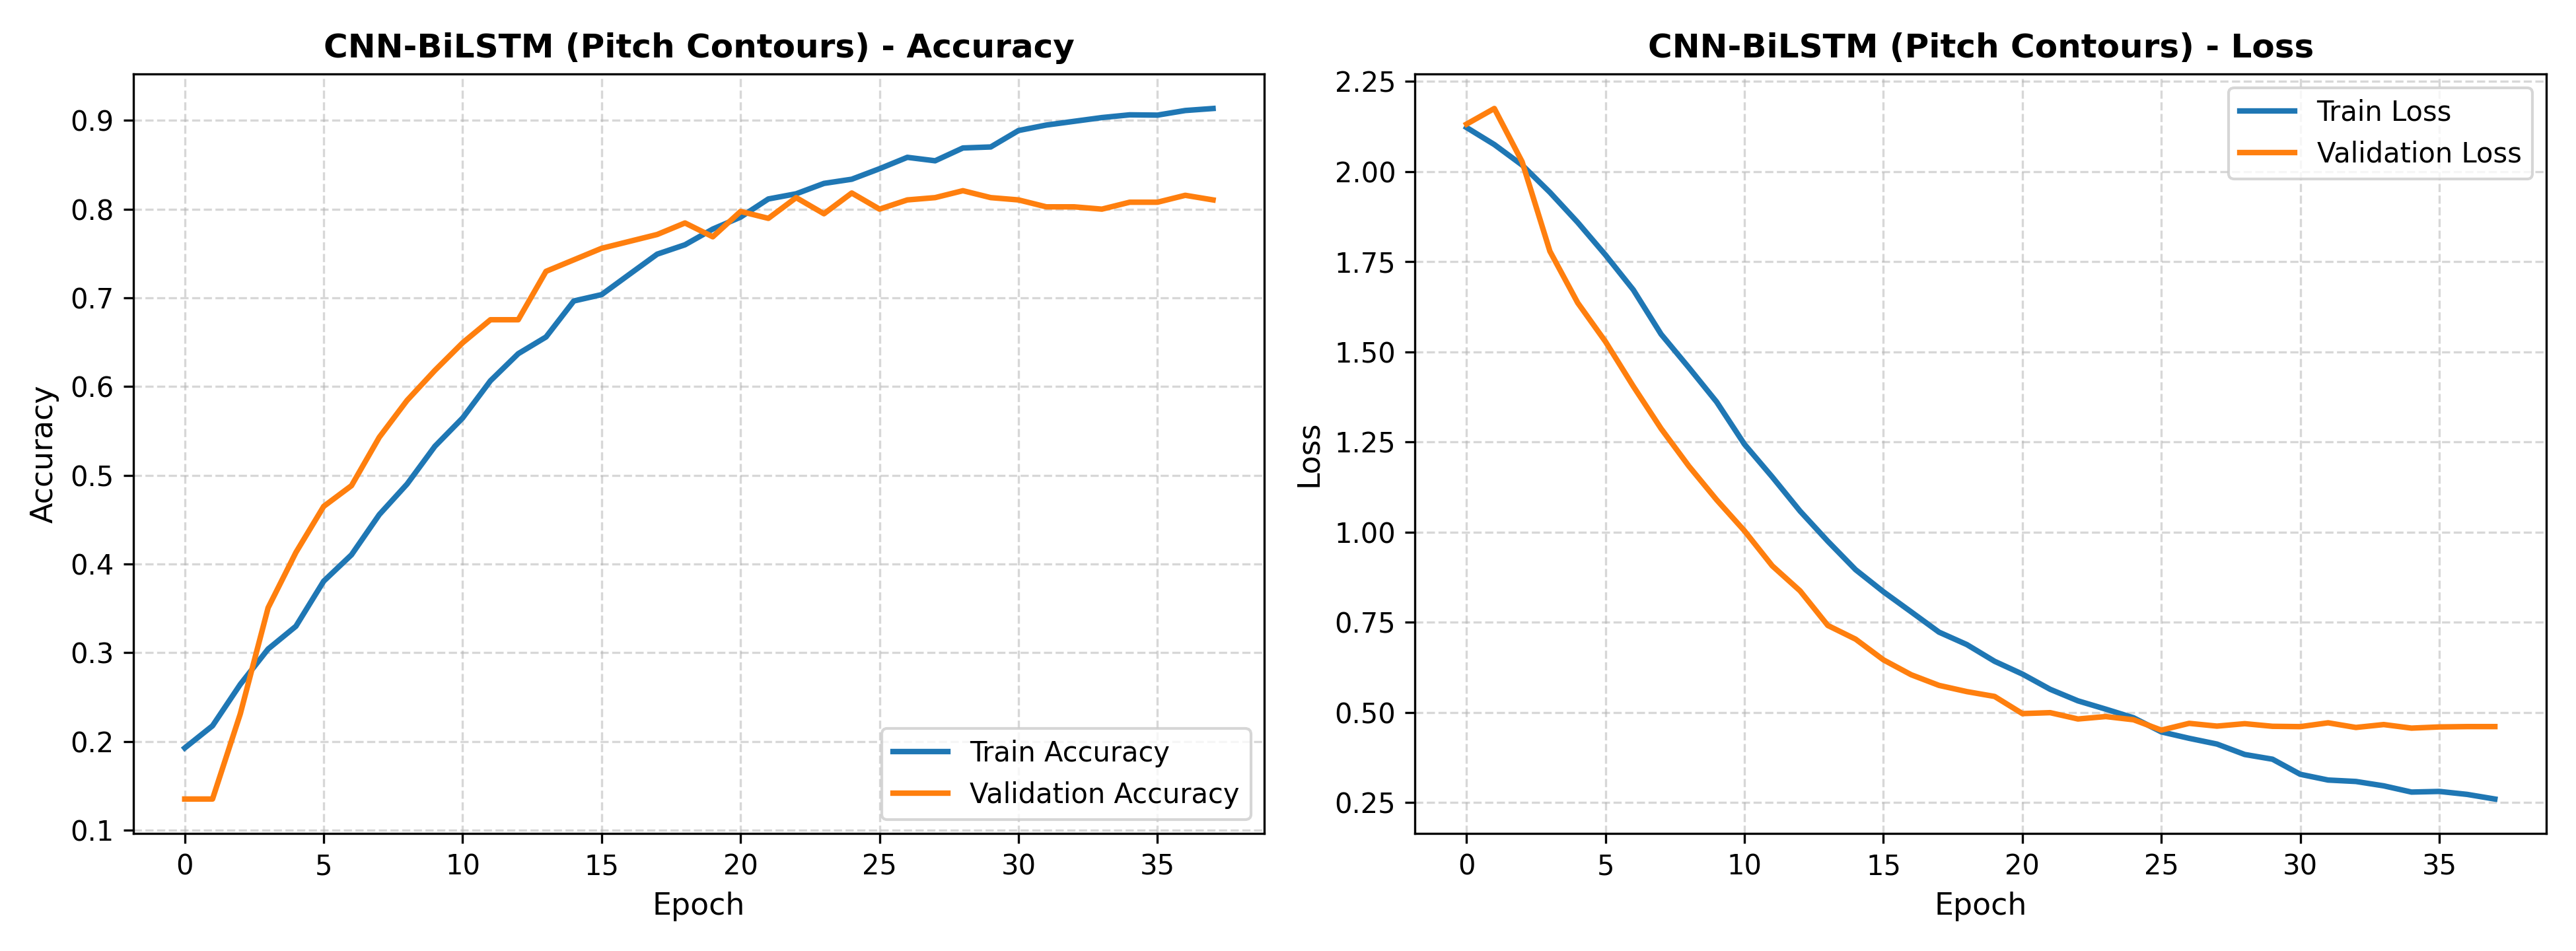 CNN-BiLSTM (Pitch Contours) - Accuracy
Accuracy
0.9
0.8
0.7
0.6
0.5
0.4
0.3
0.2
0.1
Train Accuracy
Validation Accuracy
0 5 10 15 20 25 30 35
Epoch
CNN-BiLSTM (Pitch Contours) - Loss
Loss
2.25
2.00
1.75
1.50
1.25
1.00
0.75
0.50
0.25
Train Loss
Validation Loss
0 5 10 15 20 25 30 35
Epoch